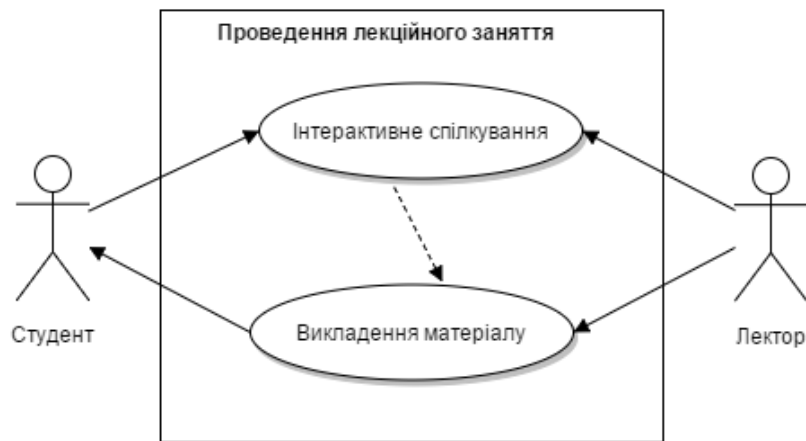 Проведення лекційного заняття
Інтерактивне спілкування
Студент
Викладення матеріалу
Лектор